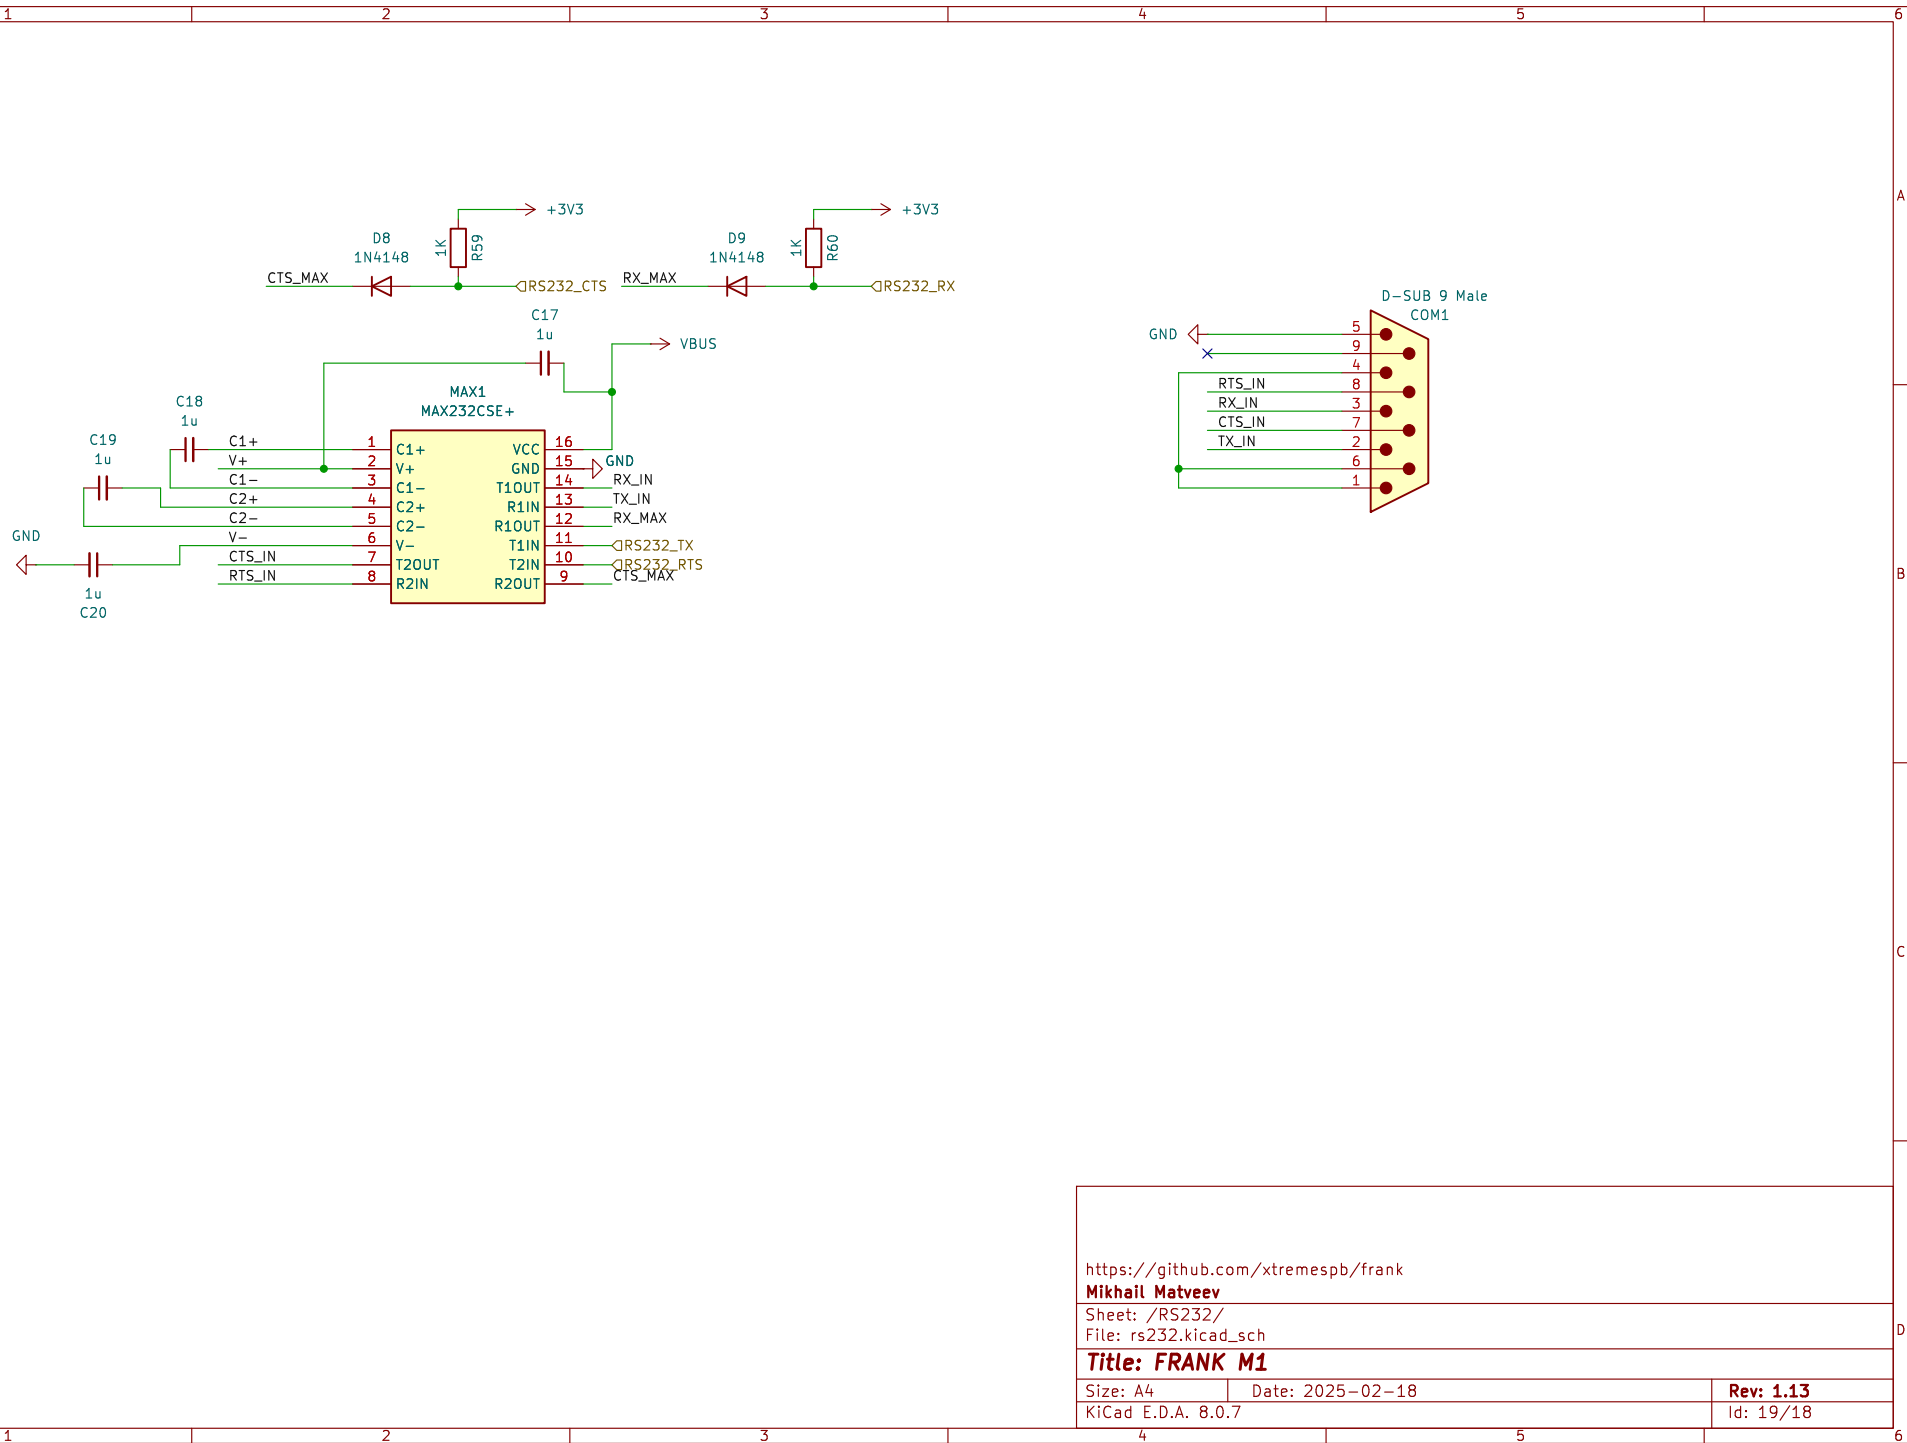 1 2 3 4 5 6
A
+3V3 +3V3
D8 1K R59 D9 1K R60
1N4148 1N4148
CTS_MAX RS232_CTS RX_MAX RS232_RX
C17 D-SUB 9 Male
1u COM1
VBUS
GND 5
9
4
RTS_IN 8
RX_IN 3
CTS_IN 7
TX_IN 2
6
1
MAX1
MAX232CSE+
C18
1u
C19
1u
C1+ 1 C1+ VCC 16
V+ 2 V+ GND 15 GND
C1- 3 C1- T1OUT 14 RX_IN
C2+ 4 C2+ R1IN 13 TX_IN
C2- 5 C2- R1OUT 12 RX_MAX
V- 6 V- T1IN 11 RS232_TX
CTS_IN 7 T2OUT T2IN 10 RS232_RTS
RTS_IN 8 R2IN R2OUT 9 CTS_MAX
GND
1u
C20
B
C
https://github.com/xtremespb/frank
Mikhail Matveev
Sheet: /RS232/
File: rs232.kicad_sch
D
Title: FRANK M1
Size: A4 Date: 2025-02-18 Rev: 1.13
KiCad E.D.A. 8.0.7 Id: 19/18
1 2 3 4 5 6